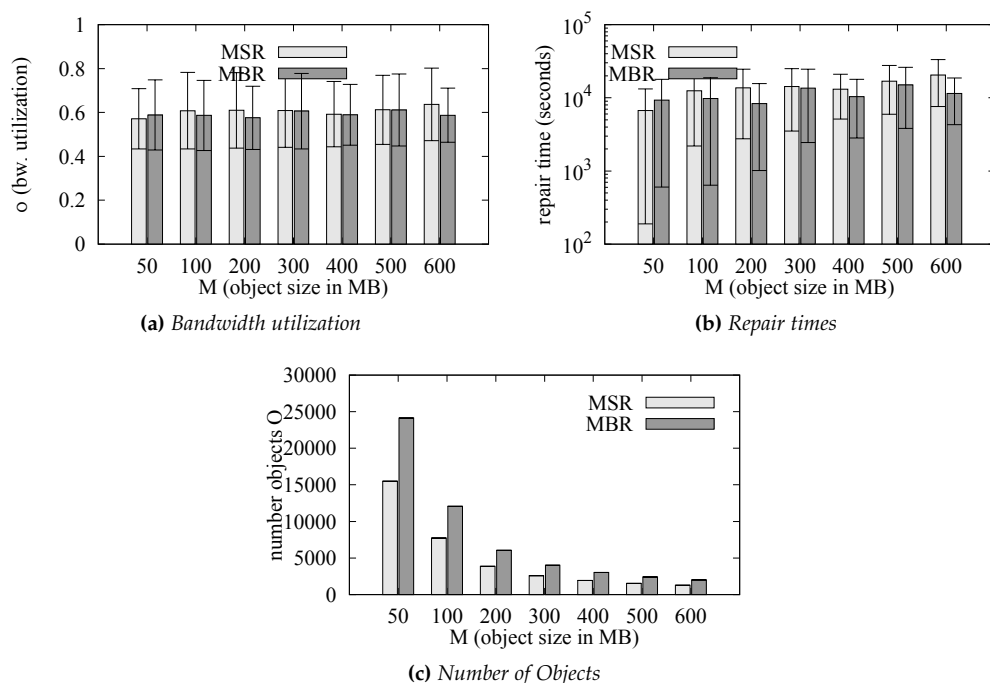 1
0.8
0.6
0.4
0.2
0
o (bw. utilization)
MSR
MBR
50 100 200 300 400 500 600
M (object size in MB)
(a) Bandwidth utilization
10^5
10^4
10^3
10^2
repair time (seconds)
MSR
MBR
50 100 200 300 400 500 600
M (object size in MB)
(b) Repair times
30000
25000
20000
15000
10000
5000
0
number objects O
MSR
MBR
50 100 200 300 400 500 600
M (object size in MB)
(c) Number of Objects